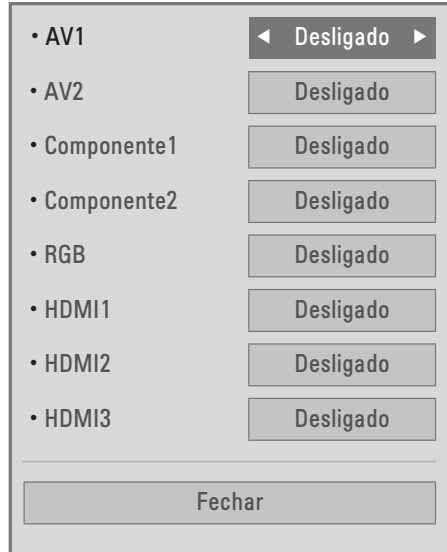 • AV1 ◀ Desligado ▶
• AV2 Desligado
• Componente1 Desligado
• Componente2 Desligado
• RGB Desligado
• HDMI1 Desligado
• HDMI2 Desligado
• HDMI3 Desligado
Fechar